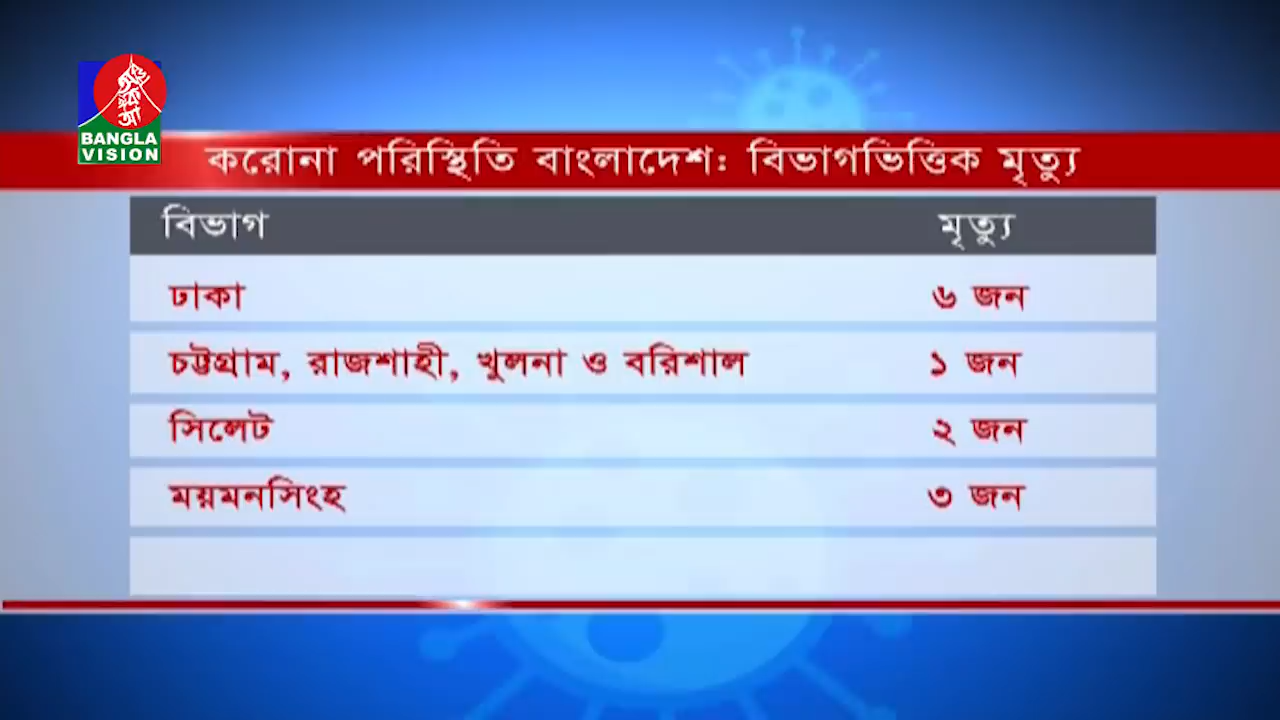 BANGLA
VISION
করোনা পরিস্থিতি বাংলাদেশ: বিভাগভিত্তিক মৃত্যু
বিভাগ মৃত্যু
ঢাকা ৬ জন
চট্টগ্রাম, রাজশাহী, খুলনা ও বরিশাল ১ জন
সিলেট ২ জন
ময়মনসিংহ ৩ জন